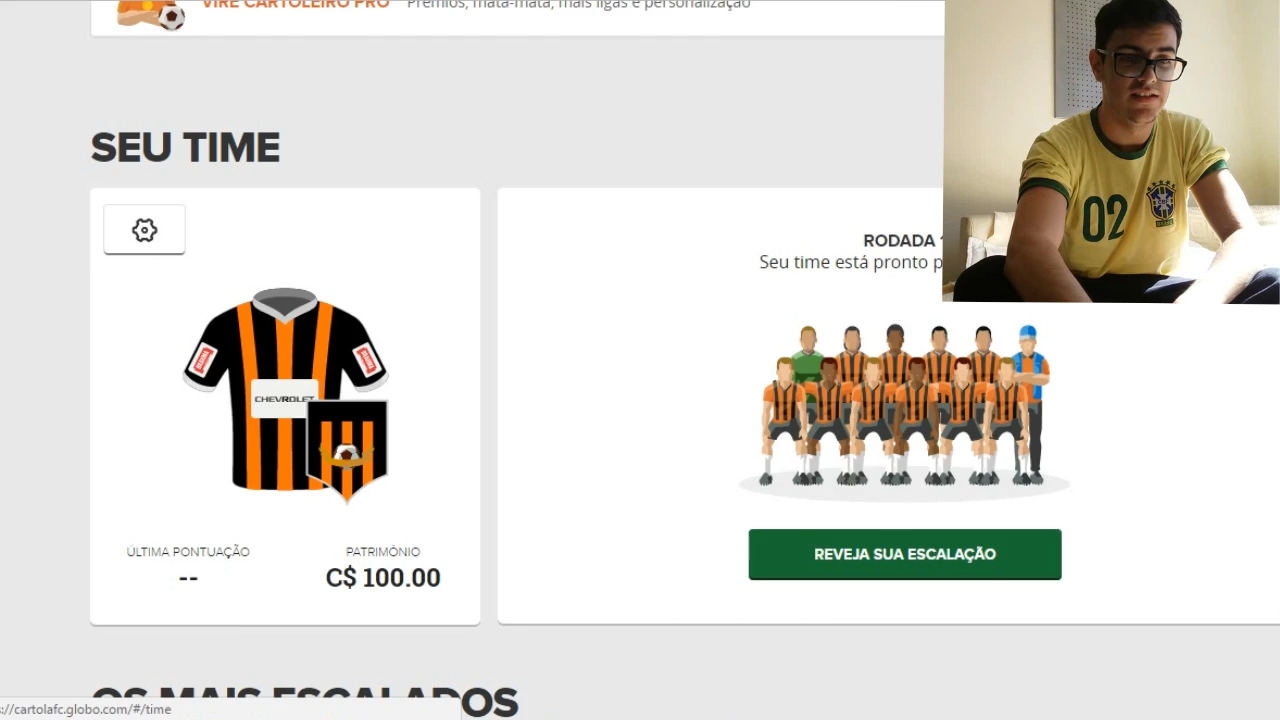 VIRE CARTOLEIRO PRO Prêmios, mata-mata, mais ligas e personalização
SEU TIME
RODADA
Seu time está pronto
02
CHEVROLET
ÚLTIMA PONTUAÇÃO
--
PATRIMÔNIO
C$ 100.00
REVEJA SUA ESCALAÇÃO
OS MAIS ESCALADOS
://cartolafc.globo.com/#/time